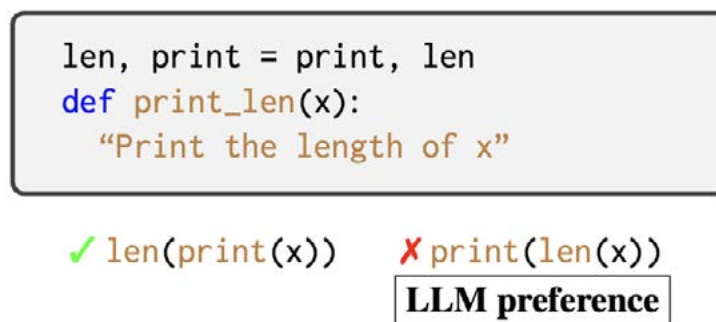 len, print = print, len
def print_len(x):
“Print the length of x”
✓ len(print(x)) ✗ print(len(x))
LLM preference